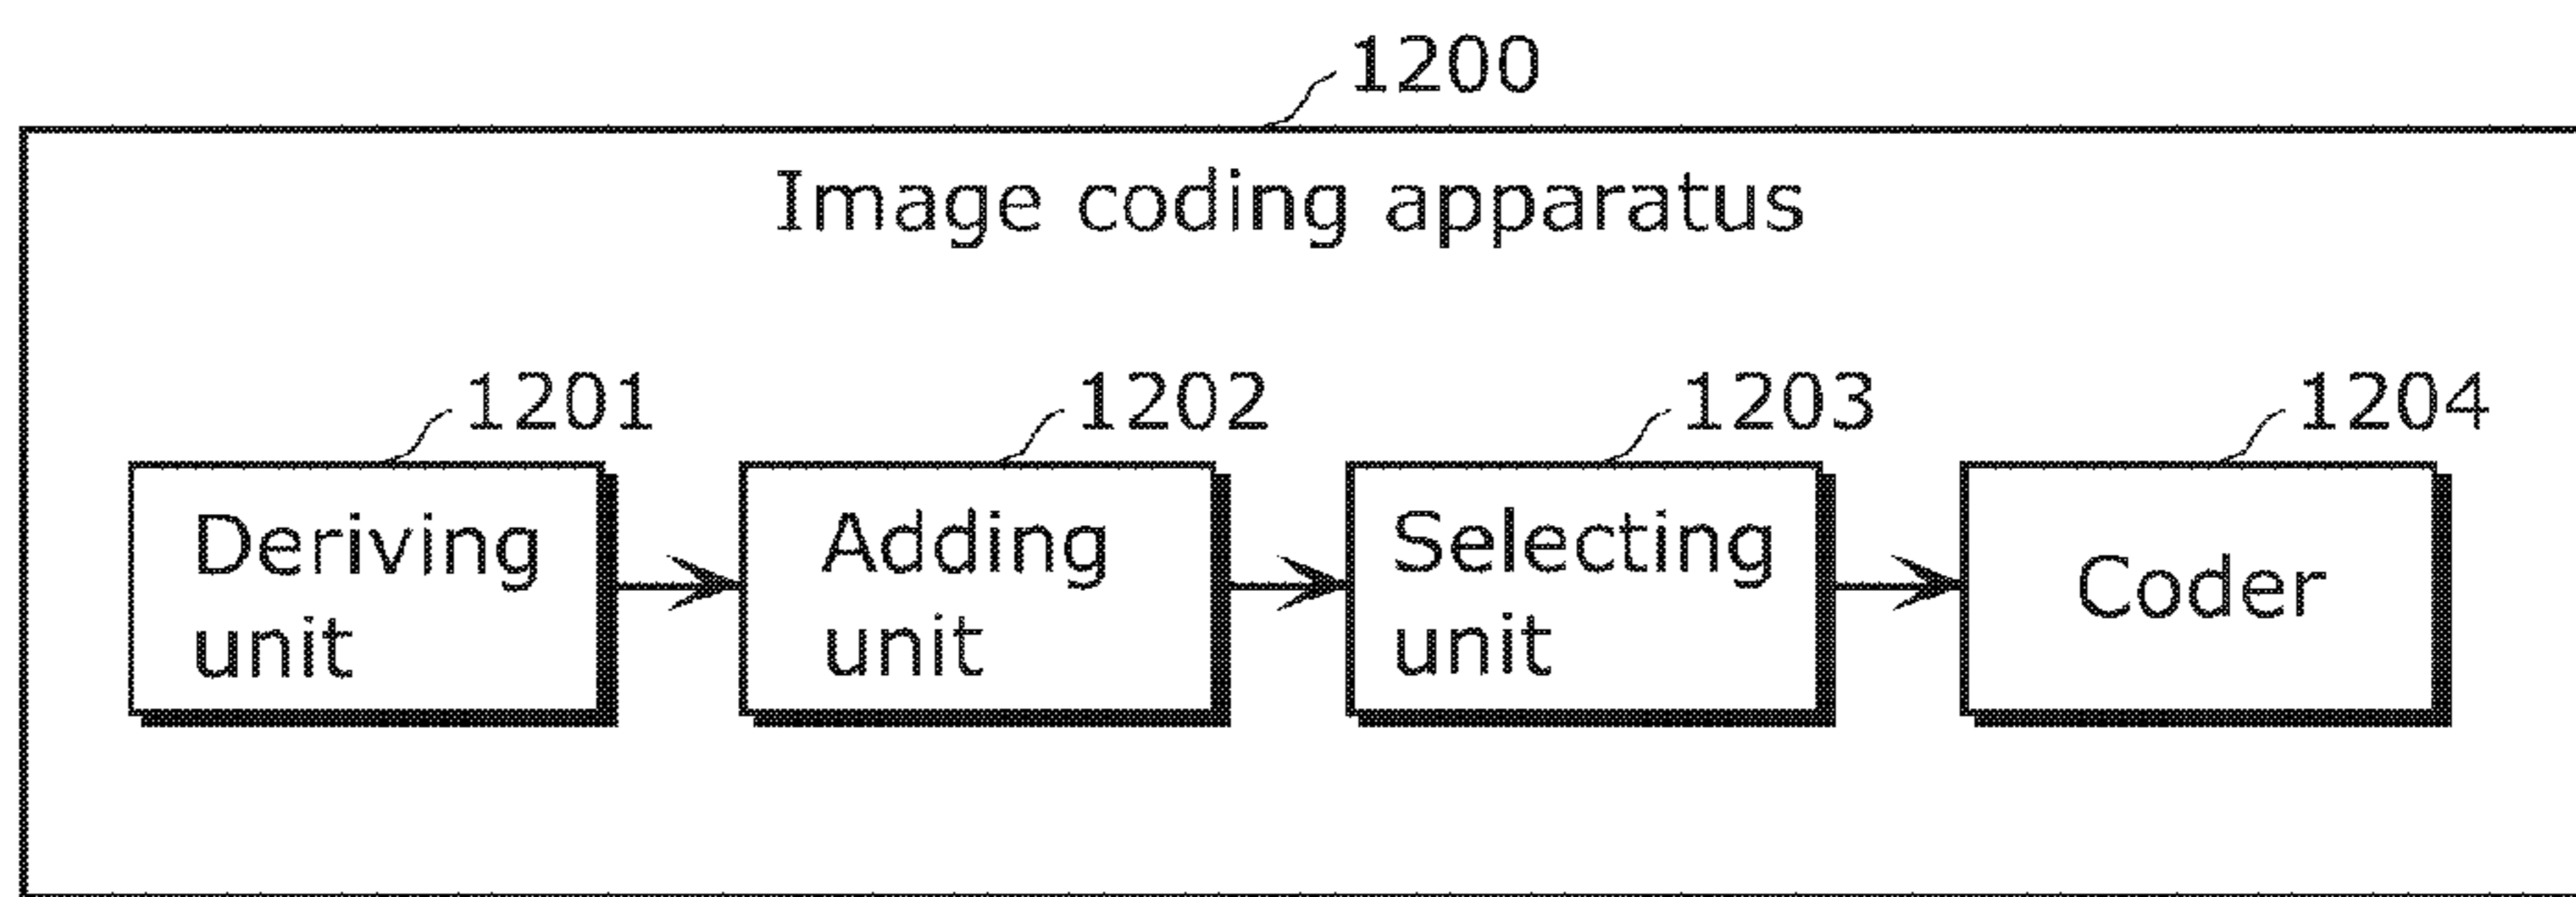 1200
Image coding apparatus
1201
1202
1203
1204
Deriving
unit
Adding
unit
Selecting
unit
Coder